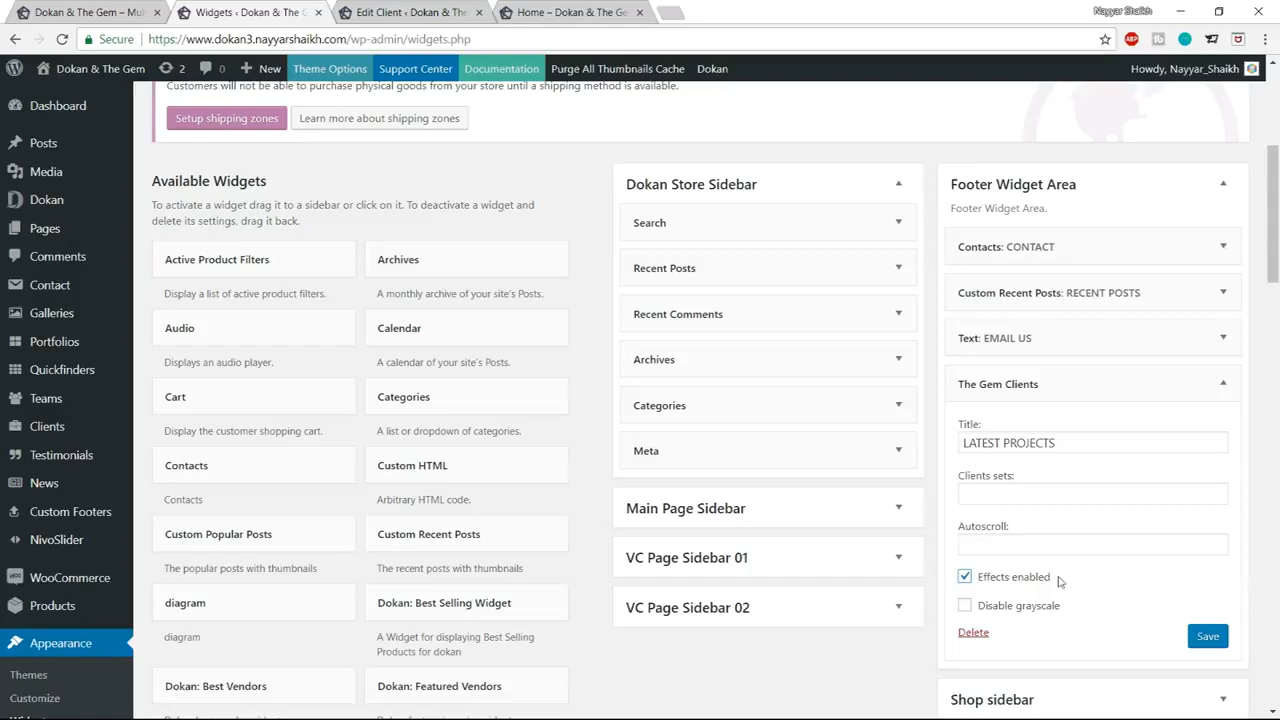 Dokan & The Gem – Mul
Widgets ‹ Dokan & The G
Edit Client ‹ Dokan & The
Home – Dokan & The Ge
Nayyar Shaikh
Secure
https://www.dokan3.nayyarshaikh.com/wp-admin/widgets.php
ABP
Dokan & The Gem
2
0
New
Theme Options
Support Center
Documentation
Purge All Thumbnails Cache
Dokan
Howdy, Nayyar_Shaikh
Customers will not be able to purchase physical goods from your store until a shipping method is available.
Setup shipping zones
Learn more about shipping zones
Dashboard
Posts
Media
Dokan
Pages
Comments
Contact
Galleries
Portfolios
Quickfinders
Teams
Clients
Testimonials
News
Custom Footers
NivoSlider
WooCommerce
Products
Appearance
Themes
Customize
Available Widgets
To activate a widget drag it to a sidebar or click on it. To deactivate a widget and
delete its settings, drag it back.
Active Product Filters
Display a list of active product filters.
Archives
A monthly archive of your site's Posts.
Audio
Displays an audio player.
Calendar
A calendar of your site's Posts.
Cart
Display the customer shopping cart.
Categories
A list or dropdown of categories.
Contacts
Contacts
Custom HTML
Arbitrary HTML code.
Custom Popular Posts
The popular posts with thumbnails
Custom Recent Posts
The recent posts with thumbnails
diagram
diagram
Dokan: Best Selling Widget
A Widget for displaying Best Selling
Products for dokan
Dokan: Best Vendors
Dokan: Featured Vendors
Dokan Store Sidebar
Search
Recent Posts
Recent Comments
Archives
Categories
Meta
Main Page Sidebar
VC Page Sidebar 01
VC Page Sidebar 02
Footer Widget Area
Footer Widget Area.
Contacts: CONTACT
Custom Recent Posts: RECENT POSTS
Text: EMAIL US
The Gem Clients
Title:
LATEST PROJECTS
Clients sets:
Autoscroll:
Effects enabled
Disable grayscale
Delete
Save
Shop sidebar